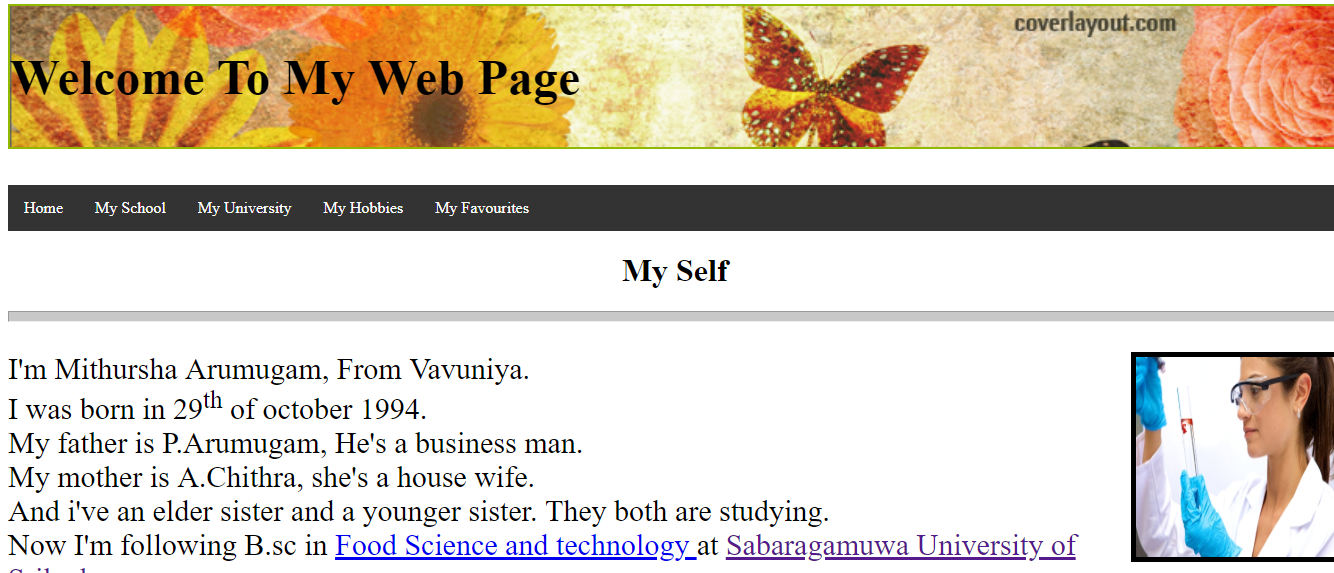 coverlayout.com
Welcome To My Web Page
Home My School My University My Hobbies My Favourites
My Self
I'm Mithursha Arumugam, From Vavuniya.
I was born in 29th of october 1994.
My father is P.Arumugam, He's a business man.
My mother is A.Chithra, she's a house wife.
And i've an elder sister and a younger sister. They both are studying.
Now I'm following B.sc in Food Science and technology at Sabaragamuwa University of